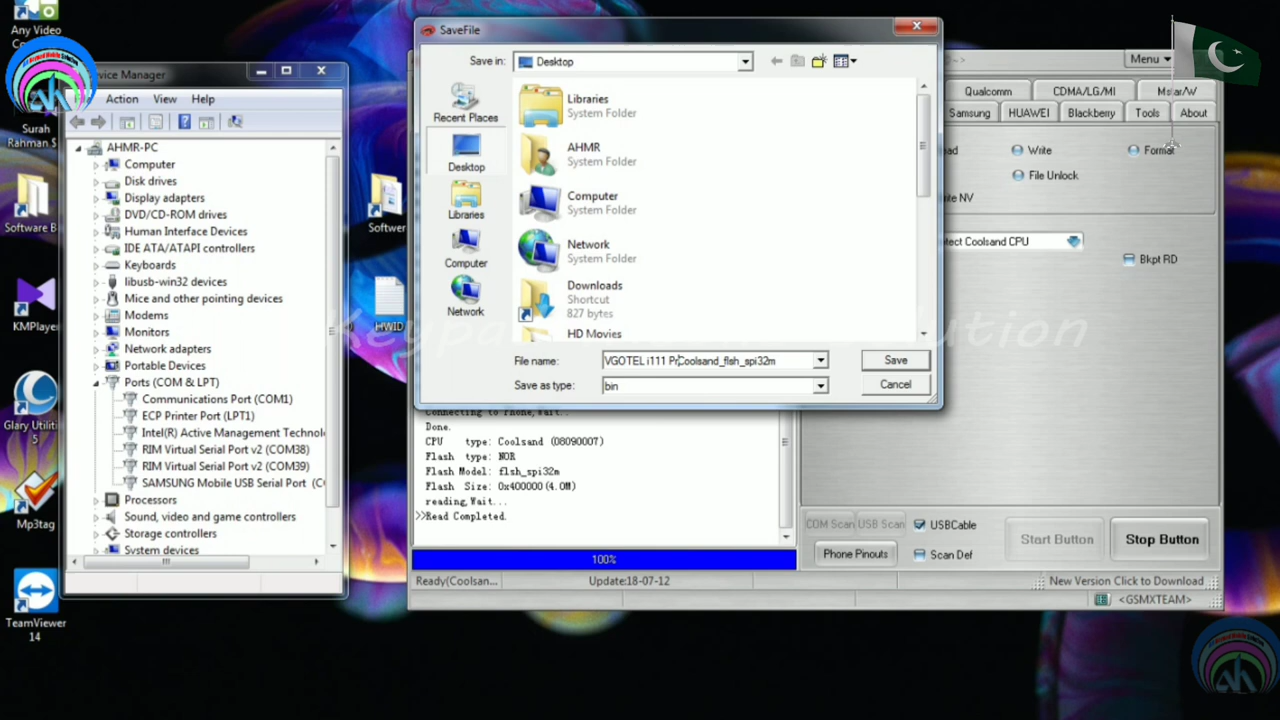 Any Video
Surah
Rahman
KMPlayer
Glary Utiliti
5
Mp3tag
TeamViewer
14
vice Manager
Action View Help
AHMR-PC
Computer
Disk drives
Display adapters
DVD/CD-ROM drives
Human Interface Devices
IDE ATA/ATAPI controllers
Keyboards
libusb-win32 devices
Mice and other pointing devices
Modems
Monitors
Network adapters
Portable Devices
Ports (COM & LPT)
Communications Port (COM1)
ECP Printer Port (LPT1)
Intel(R) Active Management Technolo
RIM Virtual Serial Port v2 (COM38)
RIM Virtual Serial Port v2 (COM39)
SAMSUNG Mobile USB Serial Port (C
Processors
Sound, video and game controllers
Storage controllers
System devices
Softwer
HWID
SaveFile
Save in: Desktop
Recent Places
Desktop
Libraries
Computer
Network
Libraries
System Folder
AHMR
System Folder
Computer
System Folder
Network
System Folder
Downloads
Shortcut
827 bytes
HD Movies
File name: VGOTEL i111 PrCoolsand_flsh_spi32m Save
Save as type: bin Cancel
Menu
Qualcomm CDMA/LG/MI Mstar/W
Samsung HUAWEI Blackberry Tools About
ad Write Format
File Unlock
te NV
tect Coolsand CPU
Bkpt RD
Connecting to Phone,Wait..
Done.
CPU type: Coolsand (08090007)
Flash type: NOR
Flash Model: flsh_spi32m
Flash Size: 0x400000(4.0M)
reading,Wait...
>>Read Completed.
100%
COM Scan USB Scan USBCable Start Button Stop Button
Phone Pinouts Scan Def
Ready(Coolsan... Update:18-07-12 New Version Click to Download
<GSMXTEAM>